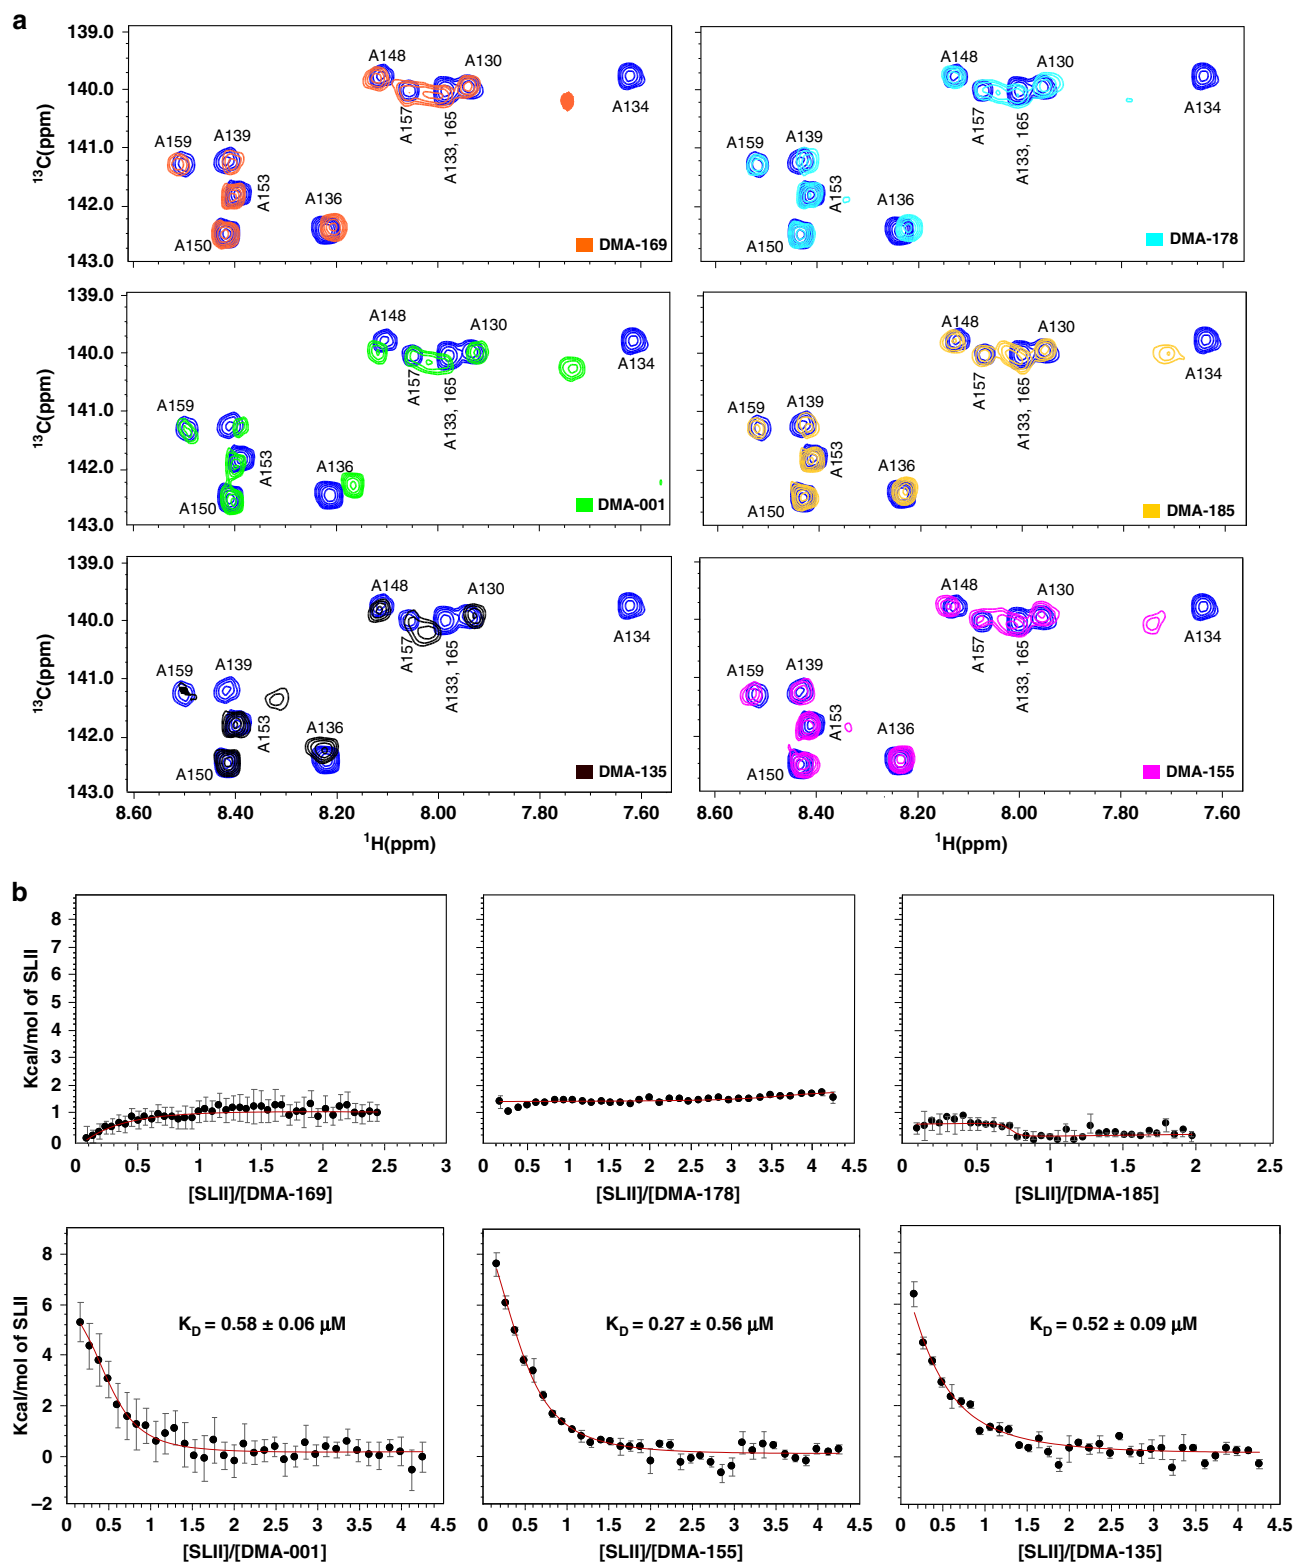 a
139.0
140.0
141.0
142.0
143.0
¹³C(ppm)
A148
A130
A134
A157
A133, 165
A159
A139
A153
A136
A150
DMA-169
A148
A130
A134
A157
A133, 165
A159
A139
A153
A136
A150
DMA-178
139.0
140.0
141.0
142.0
143.0
¹³C(ppm)
A148
A130
A134
A157
A133, 165
A159
A153
A136
A150
DMA-001
A148
A130
A134
A157
A133, 165
A159
A139
A153
A136
A150
DMA-185
139.0
140.0
141.0
142.0
143.0
¹³C(ppm)
A148
A130
A134
A157
A133, 165
A159
A139
A153
A136
A150
DMA-135
8.60 8.40 8.20 8.00 7.80 7.60
¹H(ppm)
A148
A130
A134
A157
A133, 165
A159
A139
A153
A136
A150
DMA-155
8.60 8.40 8.20 8.00 7.80 7.60
¹H(ppm)
b
Kcal/mol of SLII
8
7
6
5
4
3
2
1
0
0 0.5 1 1.5 2 2.5 3
[SLII]/[DMA-169]
0 0.5 1 1.5 2 2.5 3 3.5 4 4.5
[SLII]/[DMA-178]
0 0.5 1 1.5 2 2.5
[SLII]/[DMA-185]
Kcal/mol of SLII
8
6
4
2
0
–2
K_D = 0.58 ± 0.06 μM
0 0.5 1 1.5 2 2.5 3 3.5 4 4.5
[SLII]/[DMA-001]
K_D = 0.27 ± 0.56 μM
0 0.5 1 1.5 2 2.5 3 3.5 4 4.5
[SLII]/[DMA-155]
K_D = 0.52 ± 0.09 μM
0 0.5 1 1.5 2 2.5 3 3.5 4 4.5
[SLII]/[DMA-135]